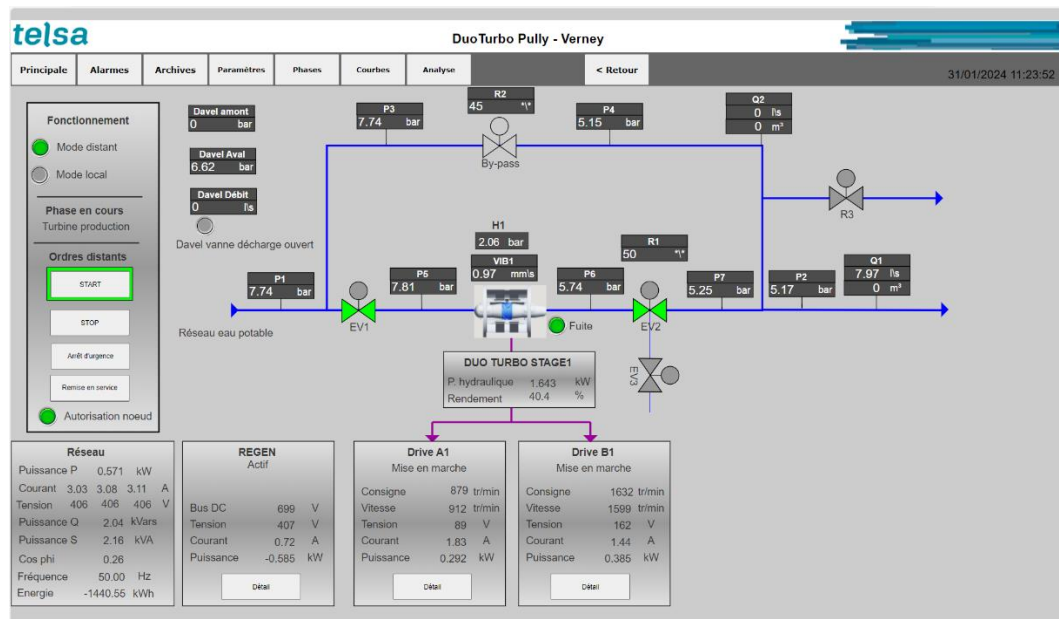 telsa
DuoTurbo Pully - Verney
Principale Alarmes Archives Paramètres Phases Courbes Analyse < Retour
31/01/2024 11:23:52
Fonctionnement
Mode distant
Mode local
Phase en cours
Turbine production
Ordres distants
START
STOP
Arrêt d'urgence
Remise en service
Autorisation noeud
Davel amont
0 bar
Davel Aval
6.62 bar
Davel Débit
0 l\s
Davel vanne décharge ouvert
P3
7.74 bar
R2
45 °\°
By-pass
P4
5.15 bar
Q2
0 l\s
0 m³
R3
H1
2.06 bar
VIB1
0.97 mm\s
R1
50 °\°
P1
7.74 bar
EV1
P5
7.81 bar
P6
5.74 bar
Fuite
EV2
P7
5.25 bar
P2
5.17 bar
Q1
7.97 l\s
0 m³
Réseau eau potable
EV3
DUO TURBO STAGE1
P. hydraulique 1.643 kW
Rendement 40.4 %
Réseau
Puissance P 0.571 kW
Courant 3.03 3.08 3.11 A
Tension 406 406 406 V
Puissance Q 2.04 kVars
Puissance S 2.16 kVA
Cos phi 0.26
Fréquence 50.00 Hz
Energie -1440.55 kWh
REGEN
Actif
Bus DC 699 V
Tension 407 V
Courant 0.72 A
Puissance -0.585 kW
Détail
Drive A1
Mise en marche
Consigne 879 tr/min
Vitesse 912 tr/min
Tension 89 V
Courant 1.83 A
Puissance 0.292 kW
Détail
Drive B1
Mise en marche
Consigne 1632 tr/min
Vitesse 1599 tr/min
Tension 162 V
Courant 1.44 A
Puissance 0.385 kW
Détail